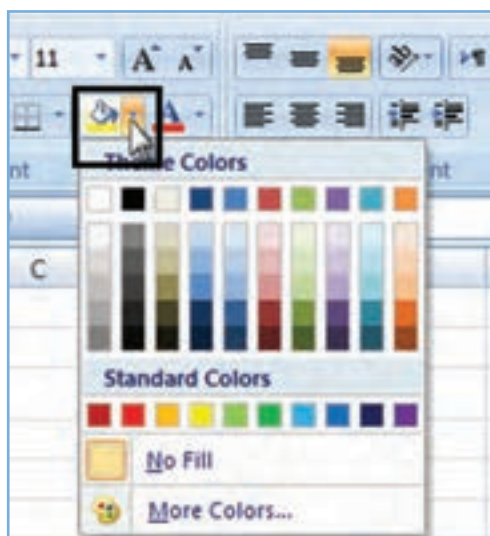 11 A A
nt Theme Colors nt
C
Standard Colors
No Fill
More Colors...